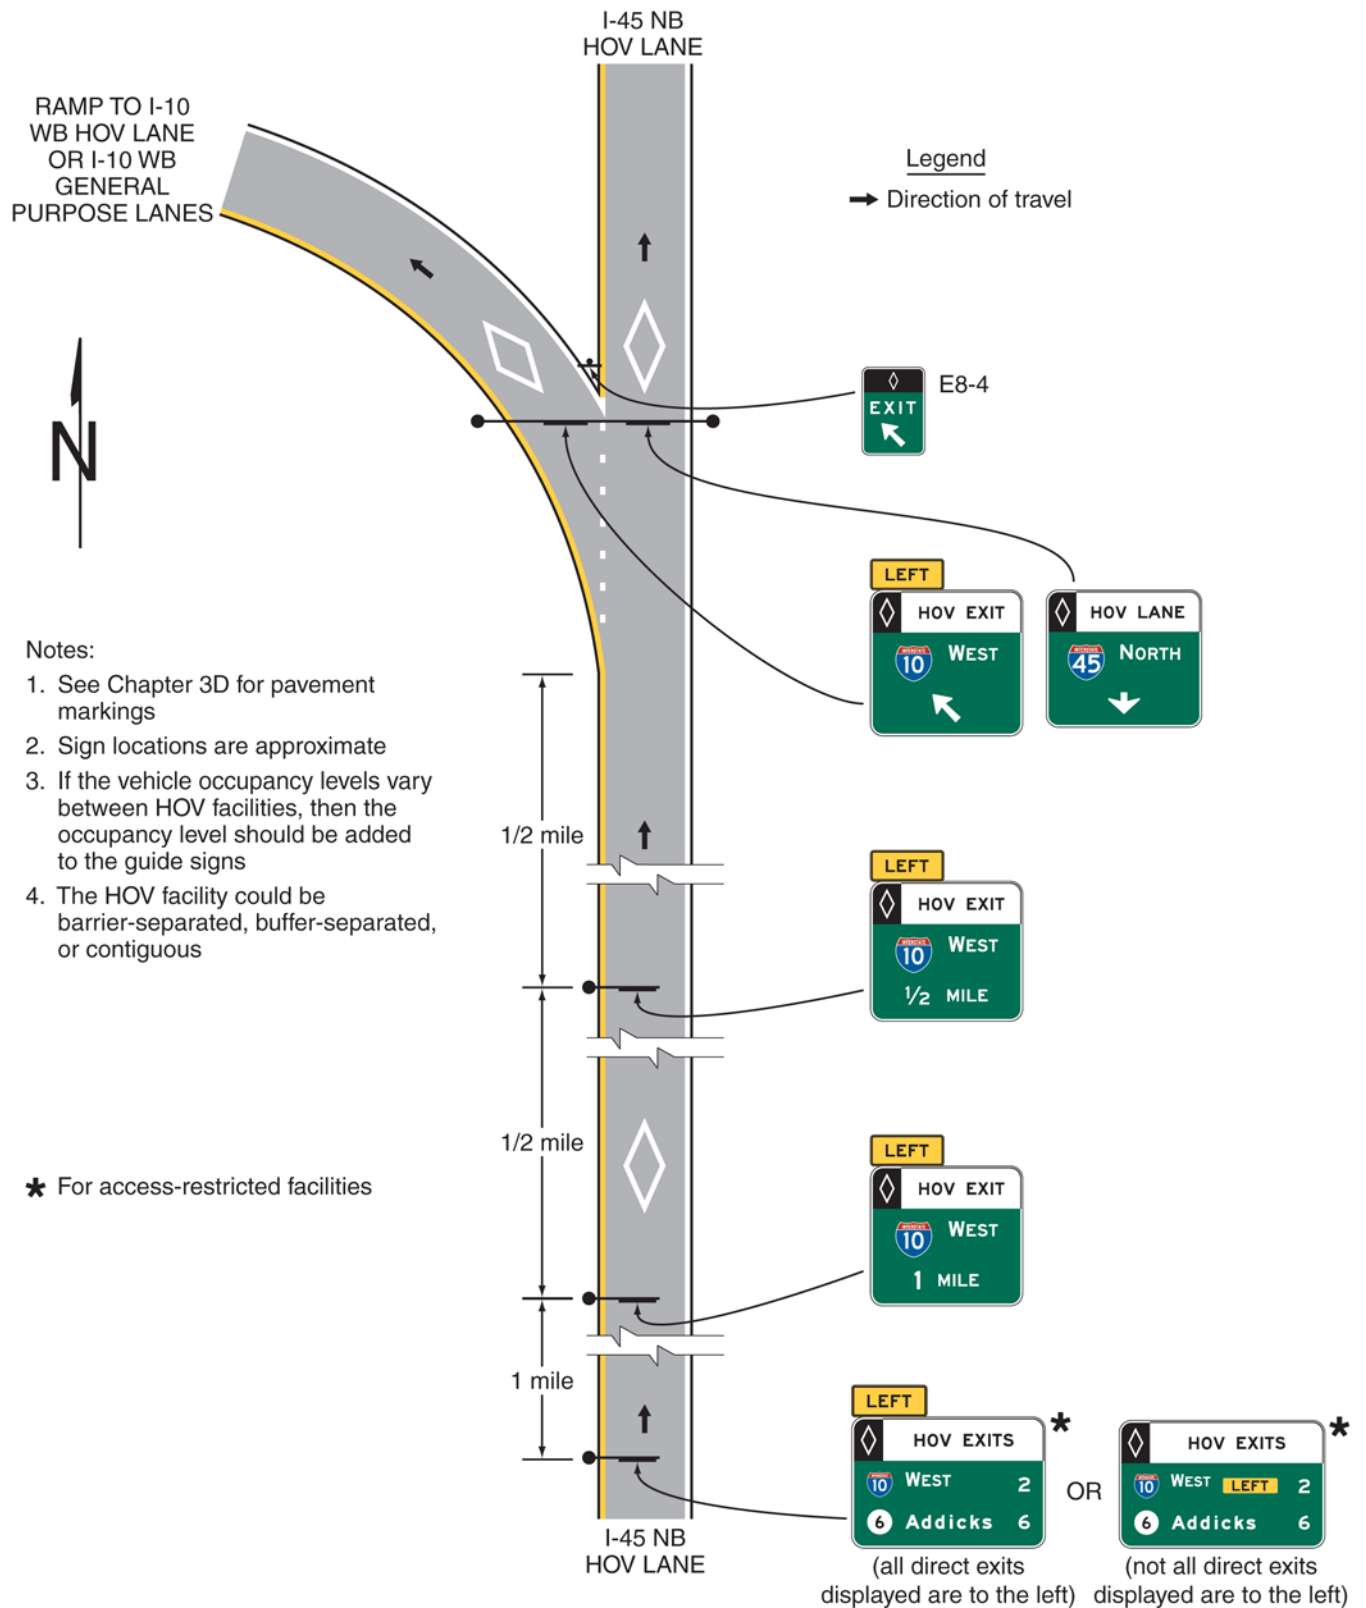 I-45 NB
HOV LANE
RAMP TO I-10
WB HOV LANE
OR I-10 WB
GENERAL
PURPOSE LANES
Legend
Direction of travel
N
EXIT
E8-4
LEFT
HOV EXIT
INTERSTATE
10 WEST
HOV LANE
INTERSTATE
45 NORTH
Notes:
1. See Chapter 3D for pavement
markings
2. Sign locations are approximate
3. If the vehicle occupancy levels vary
between HOV facilities, then the
occupancy level should be added
to the guide signs
4. The HOV facility could be
barrier-separated, buffer-separated,
or contiguous
* For access-restricted facilities
1/2 mile
LEFT
HOV EXIT
INTERSTATE
10 WEST
1/2 MILE
1/2 mile
LEFT
HOV EXIT
INTERSTATE
10 WEST
1 MILE
1 mile
LEFT
HOV EXITS *
INTERSTATE
10 WEST 2
6 Addicks 6
(all direct exits
displayed are to the left)
OR
HOV EXITS *
INTERSTATE
10 WEST LEFT 2
6 Addicks 6
(not all direct exits
displayed are to the left)
I-45 NB
HOV LANE